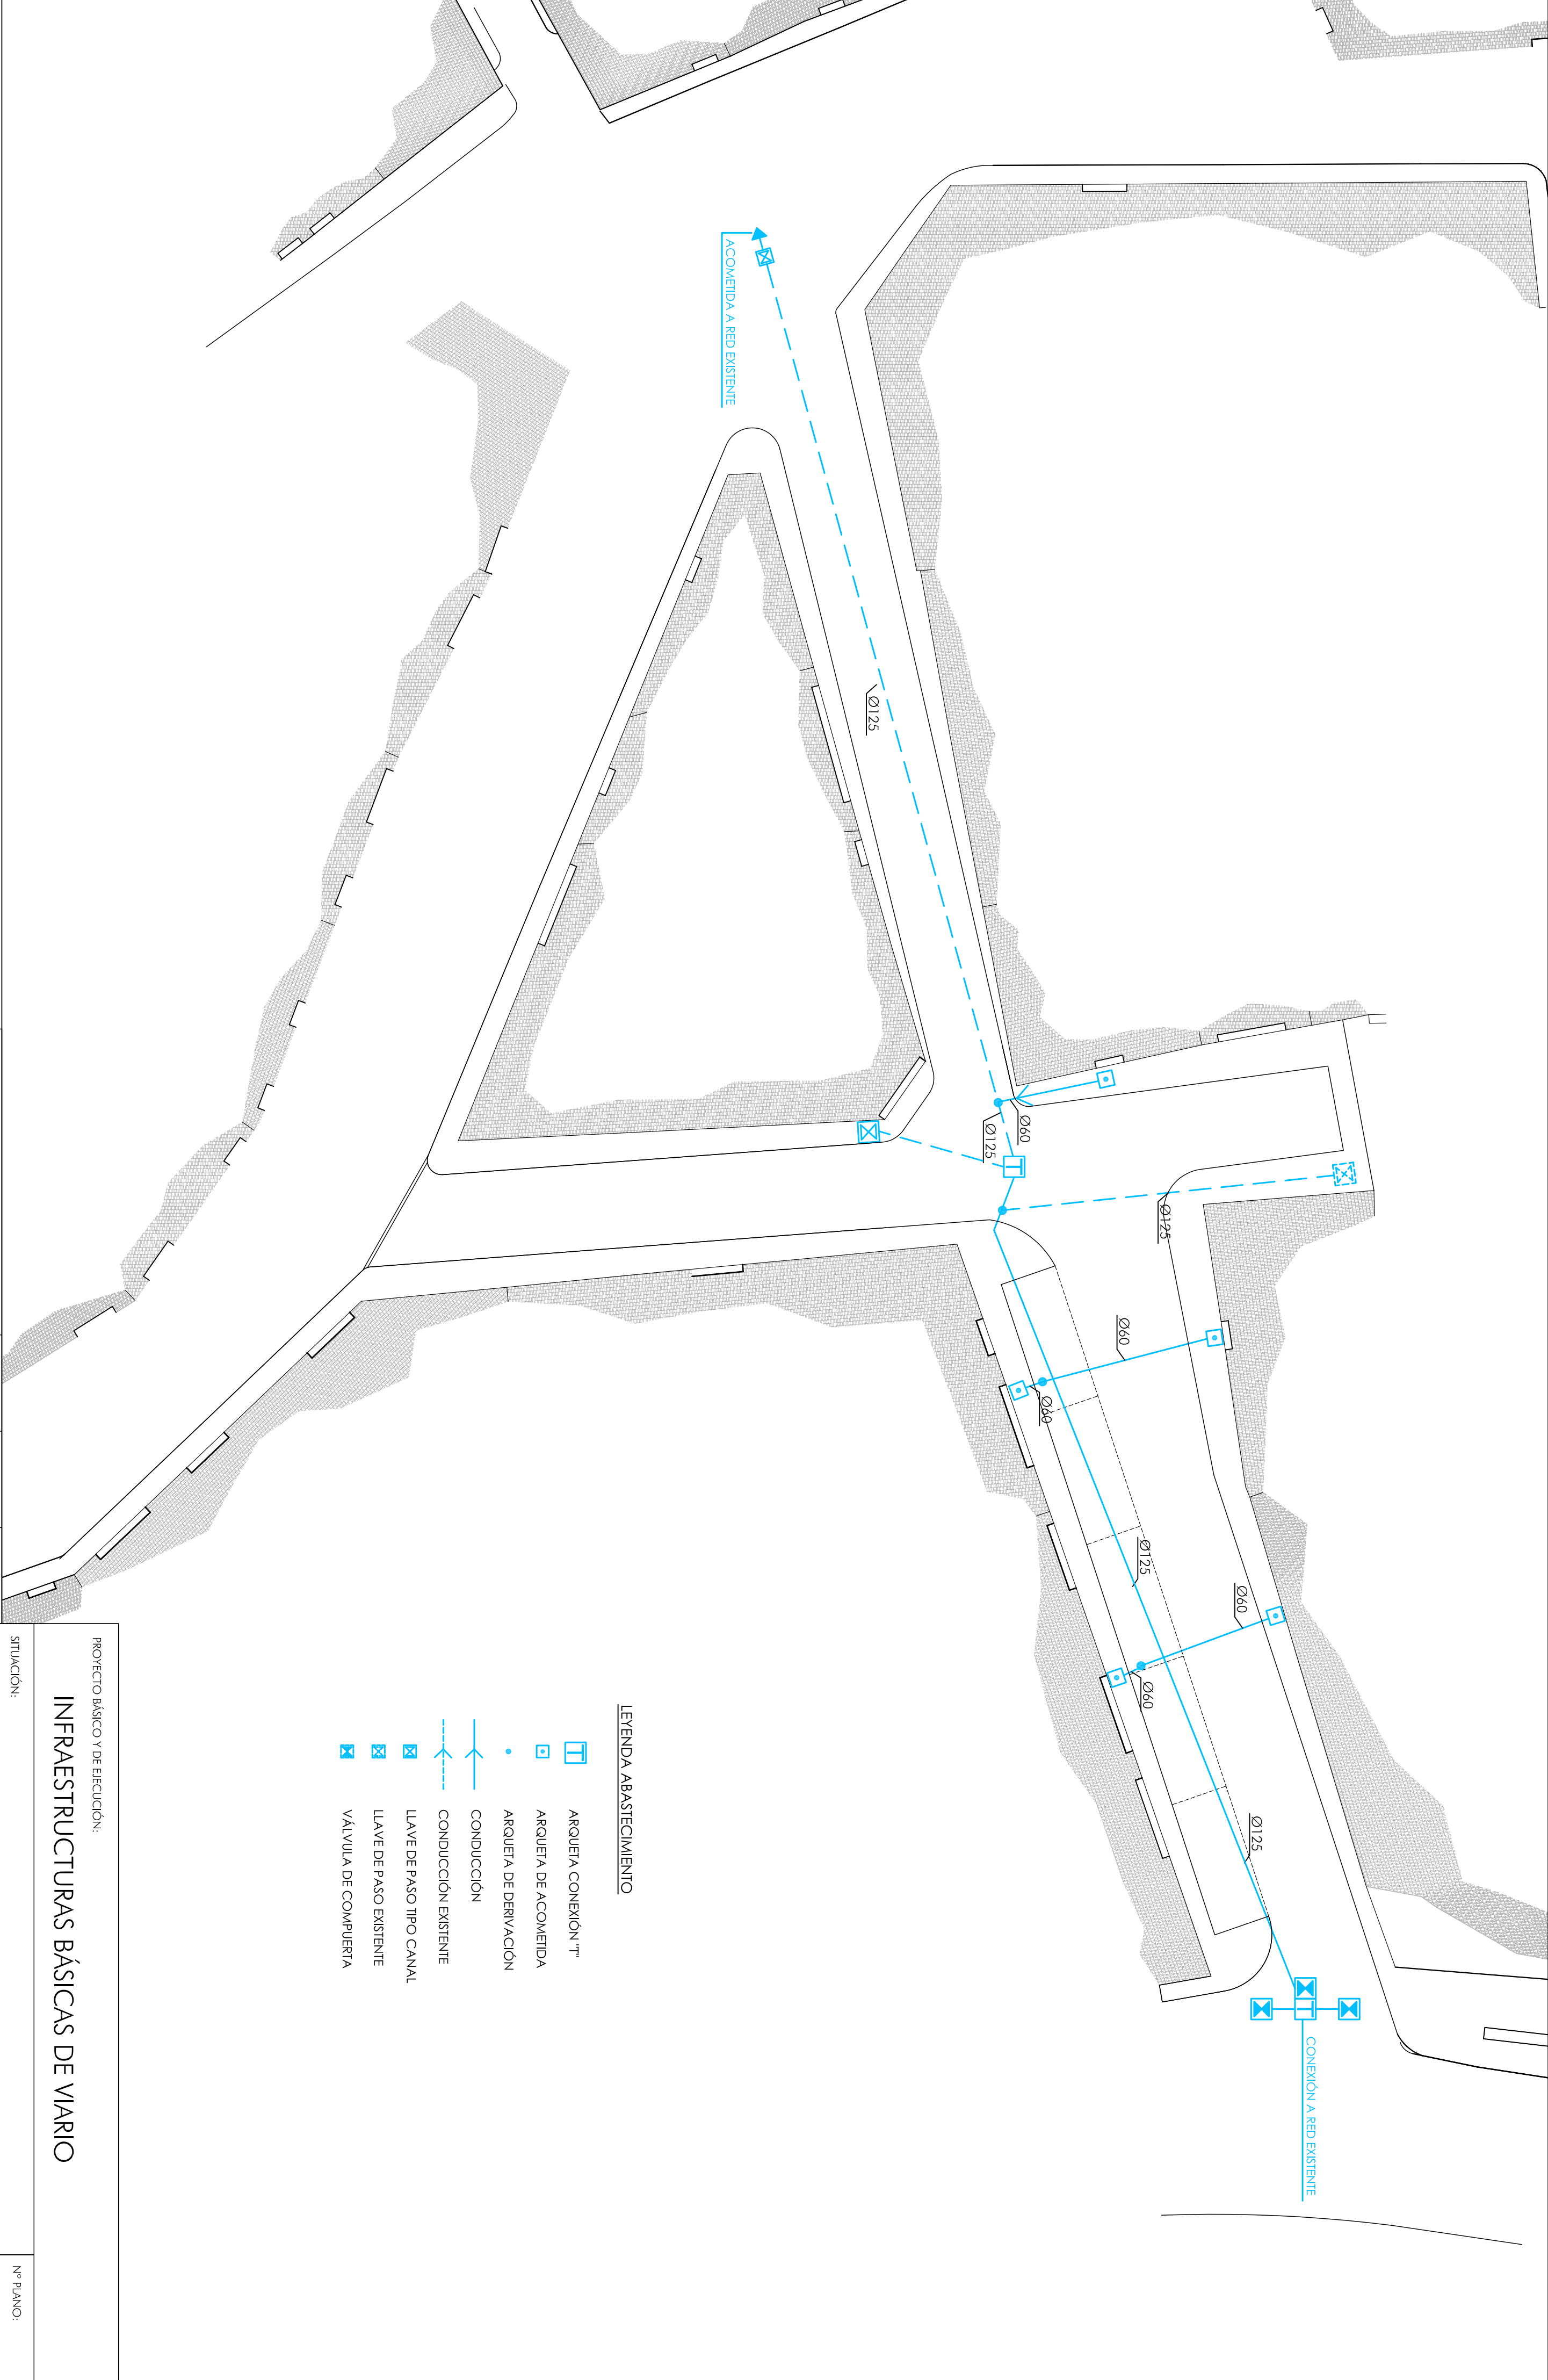 ACOMETIDA A RED EXISTENTE
Ø125
Ø60
Ø125
Ø125
Ø60
Ø60
Ø125
Ø60
Ø60
Ø125
CONEXIÓN A RED EXISTENTE
LEYENDA ABASTECIMIENTO
T ARQUETA CONEXIÓN "T"
ARQUETA DE ACOMETIDA
ARQUETA DE DERIVACIÓN
CONDUCCIÓN
CONDUCCIÓN EXISTENTE
LLAVE DE PASO TIPO CANAL
LLAVE DE PASO EXISTENTE
VÁLVULA DE COMPUERTA
T
T
PROYECTO BÁSICO Y DE EJECUCIÓN:
INFRAESTRUCTURAS BÁSICAS DE VIARIO
SITUACIÓN:
Nº PLANO: